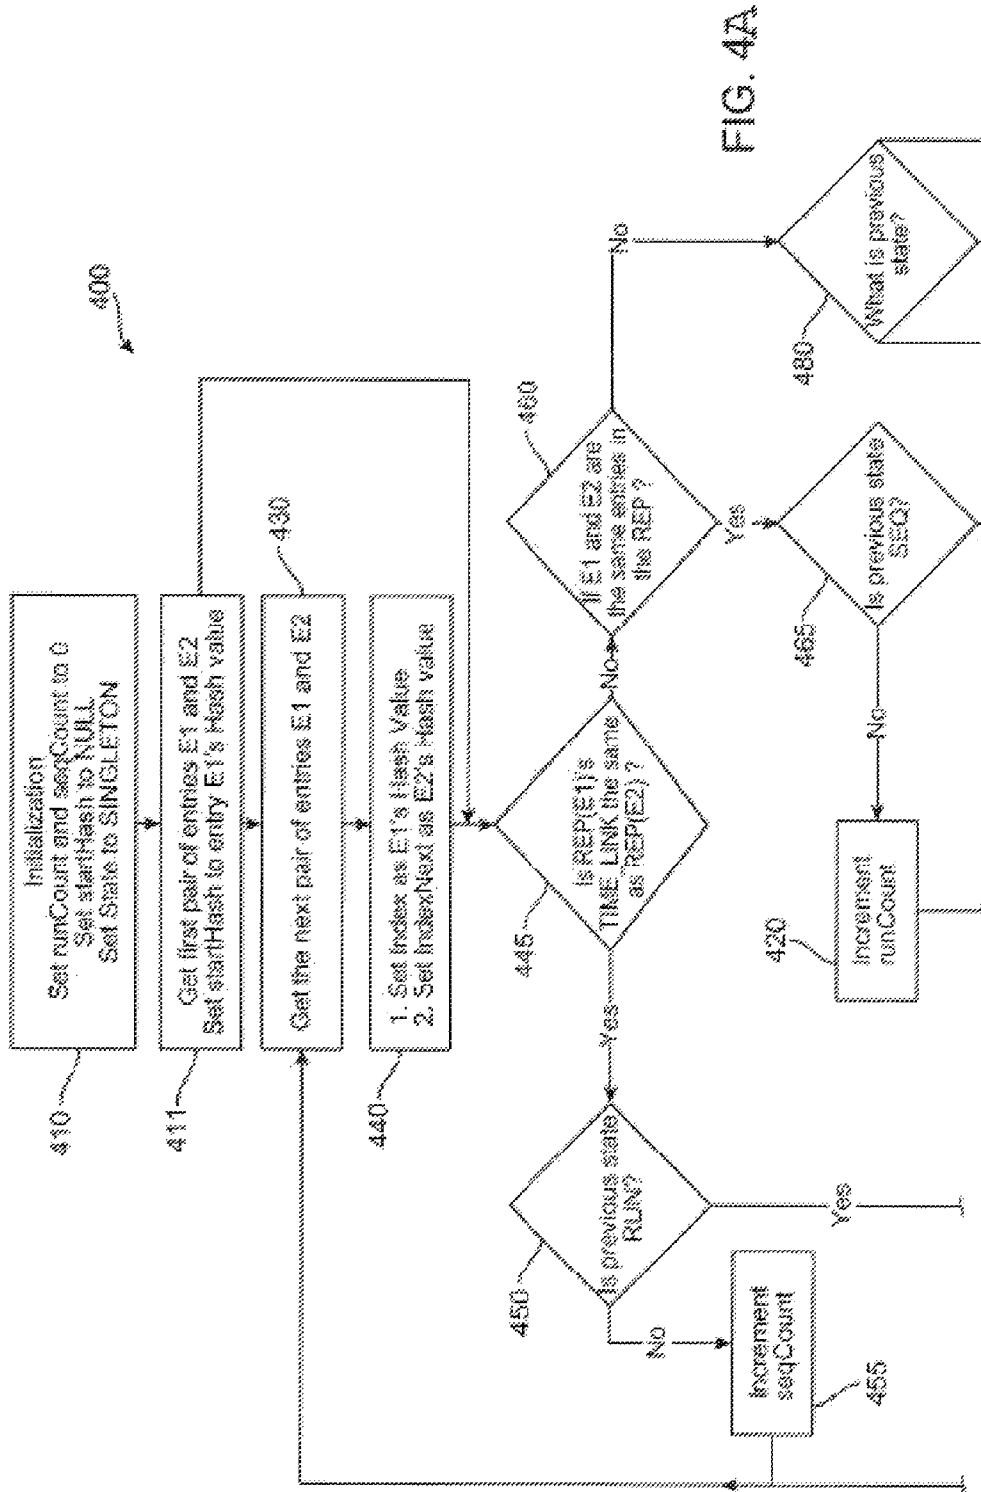 400
Initialization
Set runCount and seqCount to 0
Set startHash to NULL
Set State to SINGLETON
410
Get first pair of entries E1 and E2
Set startHash to entry E1's Hash value
411
Get the next pair of entries E1 and E2
430
1. Set Index as E1's Hash Value
2. Set IndexNext as E2's Hash value
440
Is REP(E1)'s
TIME_LINK the same
as REP(E2) ?
445
Yes
No
Is previous state
RUN?
450
No
Yes
Increment
seqCount
455
If E1 and E2 are
the same entries in
the REP ?
460
Yes
No
Is previous state
SEQ?
465
No
Increment
runCount
420
What is previous
state?
480
FIG. 4A